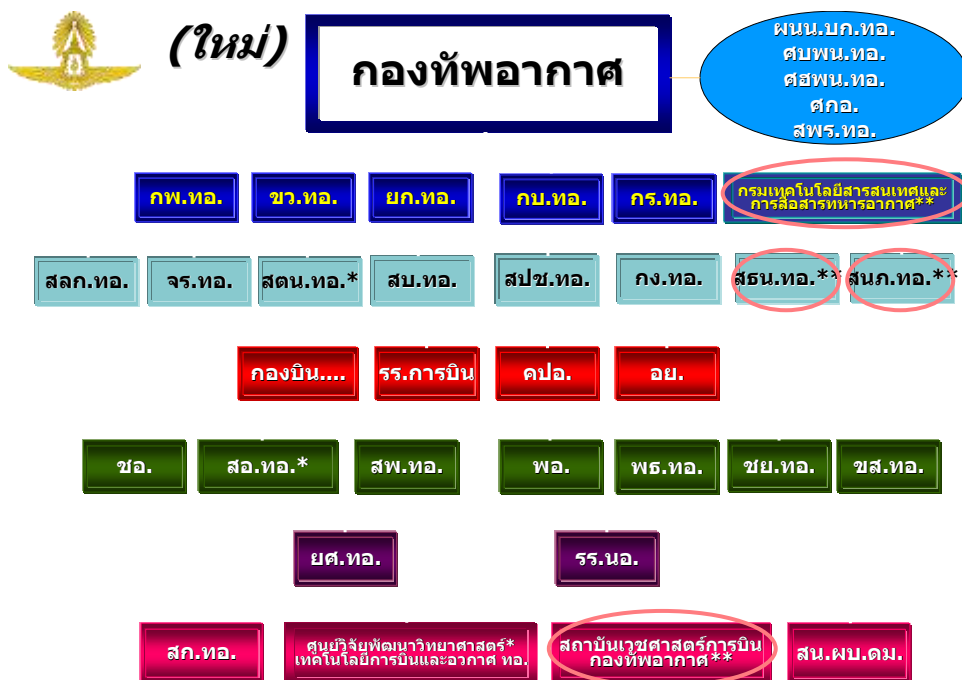 (ใหม่)
กองทัพอากาศ
ผนน.บก.ทอ.
ศบพน.ทอ.
ศฮพน.ทอ.
ศกอ.
สพร.ทอ.
กพ.ทอ.
ขว.ทอ.
ยก.ทอ.
กบ.ทอ.
กร.ทอ.
กรมเทคโนโลยีสารสนเทศและ
การสื่อสารทหารอากาศ**
สลก.ทอ.
จร.ทอ.
สตน.ทอ.*
สบ.ทอ.
สปช.ทอ.
กง.ทอ.
สธน.ทอ.**
สนภ.ทอ.**
กองบิน....
รร.การบิน
คปอ.
อย.
ชอ.
สอ.ทอ.*
สพ.ทอ.
พอ.
พธ.ทอ.
ชย.ทอ.
ขส.ทอ.
ยศ.ทอ.
รร.นอ.
สก.ทอ.
ศูนย์วิจัยพัฒนาวิทยาศาสตร์*
เทคโนโลยีการบินและอวกาศ ทอ.
สถาบันเวชศาสตร์การบิน
กองทัพอากาศ**
สน.ผบ.ดม.